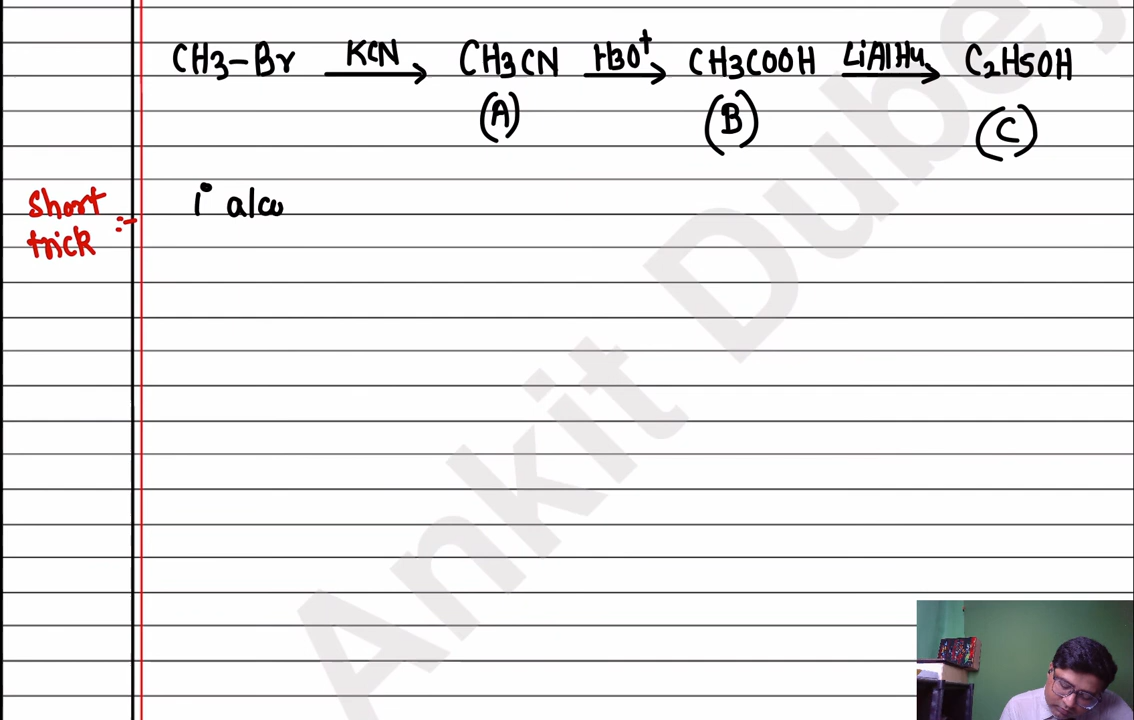 CH3-Br KCN CH3CN H3O+ CH3COOH LiAlH4 C2H5OH
(A) (B) (C)
Short trick :- 1° alco
Ankit Dubey